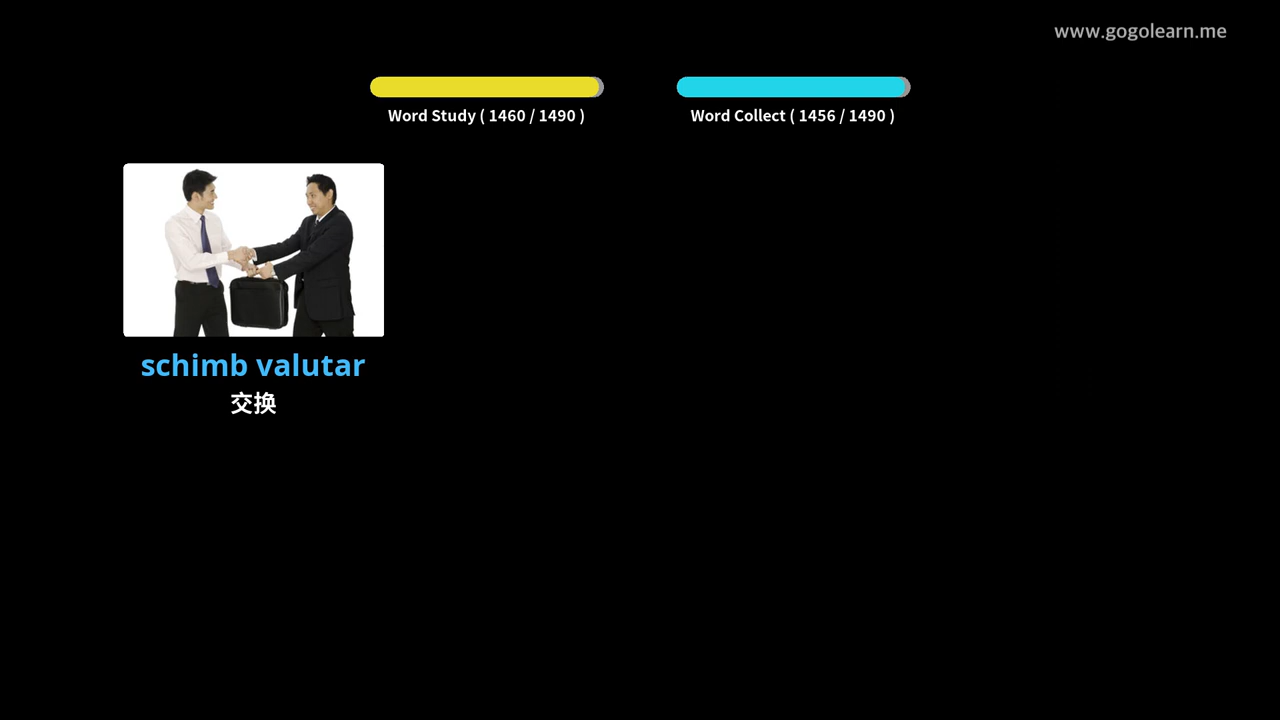 www.gogolearn.me
Word Study ( 1460 / 1490 )
Word Collect ( 1456 / 1490 )
schimb valutar
交换